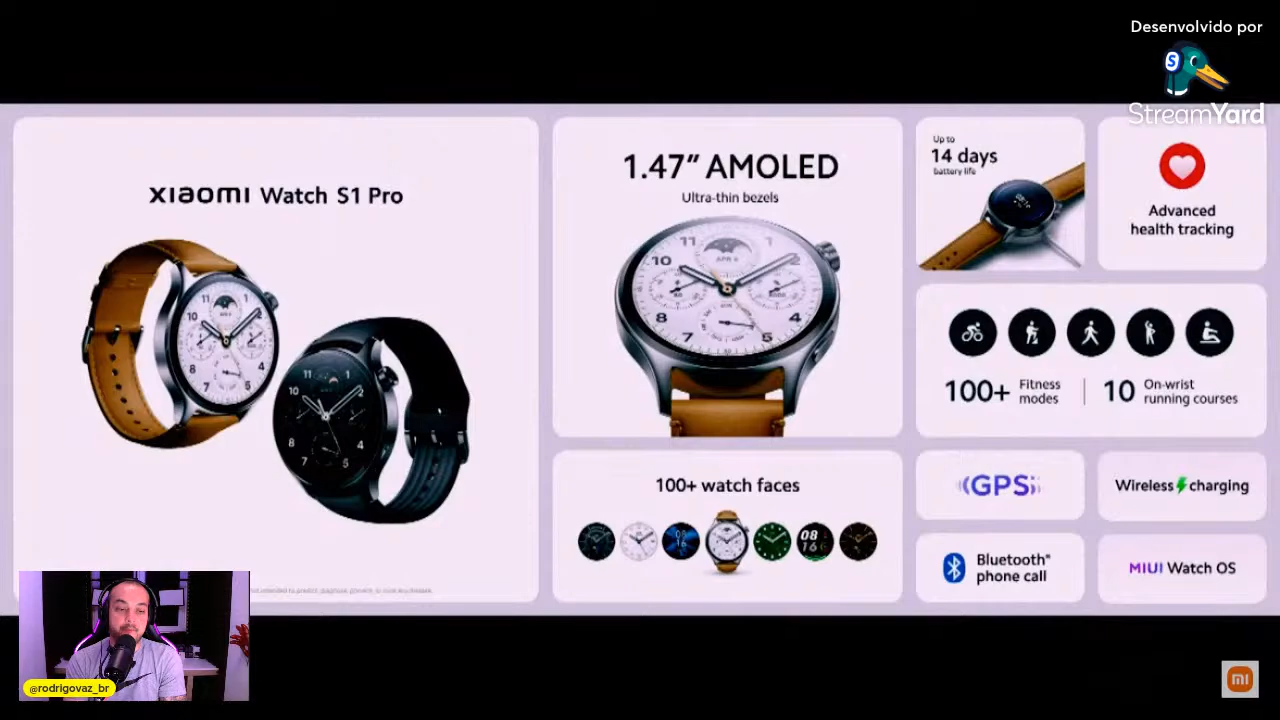 Desenvolvido por
StreamYard
XIAOMI Watch S1 Pro
1.47” AMOLED
Ultra-thin bezels
100+ watch faces
Up to
14 days
battery life
Advanced
health tracking
100+ Fitness modes
10 On-wrist running courses
GPS
Wireless charging
Bluetooth®
phone call
MIUI Watch OS
@rodrigovaz_br